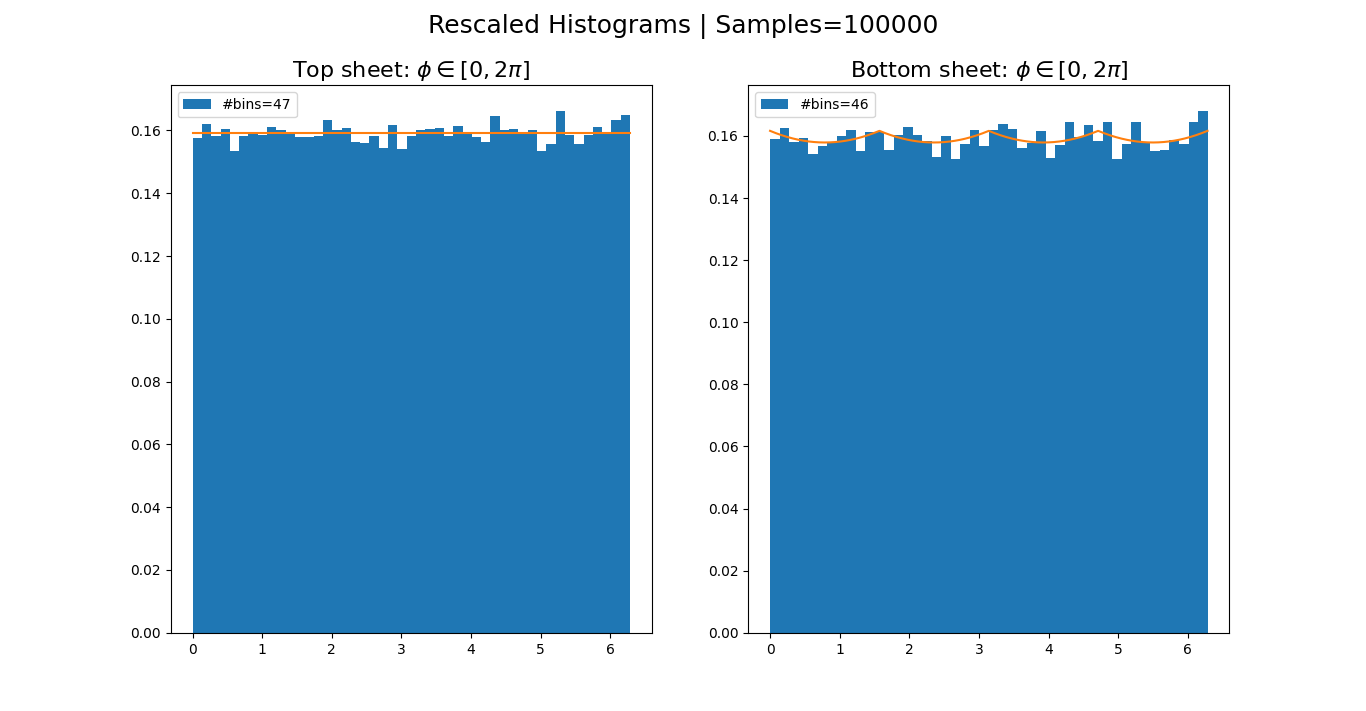 Rescaled Histograms | Samples=100000
Top sheet: ϕ ∈ [0, 2π]
#bins=47
0.16
0.14
0.12
0.10
0.08
0.06
0.04
0.02
0.00
0 1 2 3 4 5 6
Bottom sheet: ϕ ∈ [0, 2π]
#bins=46
0.16
0.14
0.12
0.10
0.08
0.06
0.04
0.02
0.00
0 1 2 3 4 5 6